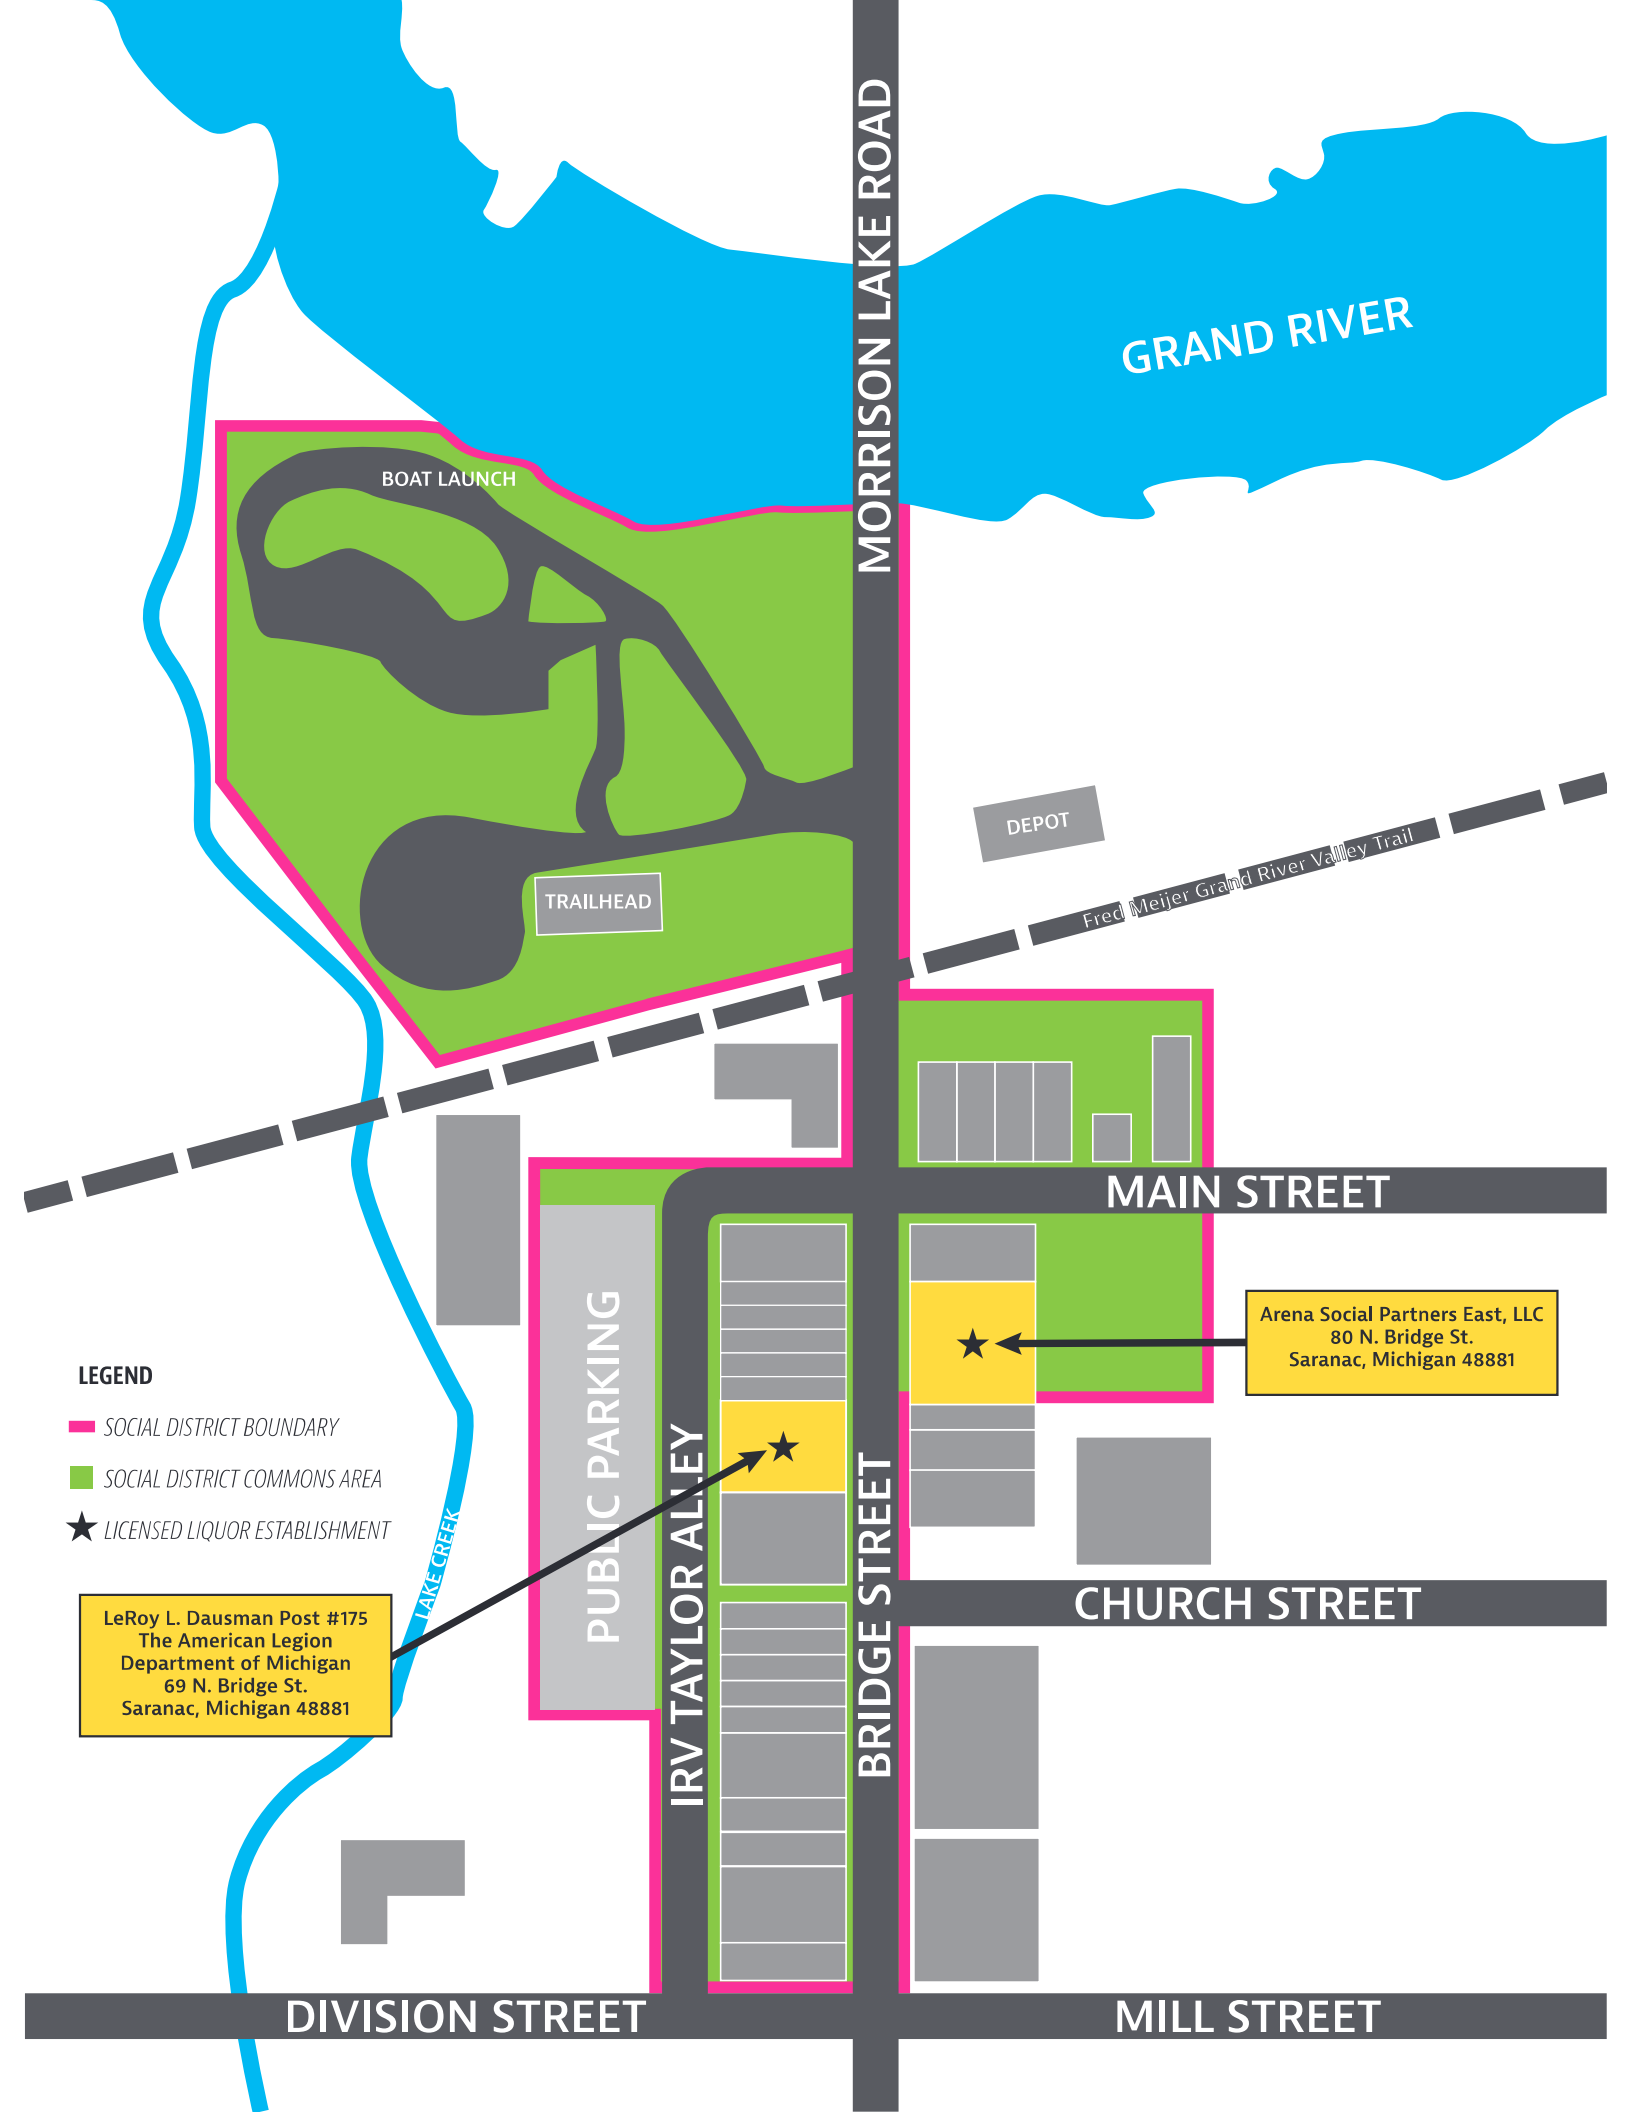 MORRISON LAKE ROAD
GRAND RIVER
BOAT LAUNCH
DEPOT
Fred Meijer Grand River Valley Trail
TRAILHEAD
MAIN STREET
Arena Social Partners East, LLC
80 N. Bridge St.
Saranac, Michigan 48881
PUBLIC PARKING
IRV TAYLOR ALLEY
BRIDGE STREET
LEGEND
SOCIAL DISTRICT BOUNDARY
SOCIAL DISTRICT COMMONS AREA
LICENSED LIQUOR ESTABLISHMENT
LAKE CREEK
CHURCH STREET
LeRoy L. Dausman Post #175
The American Legion
Department of Michigan
69 N. Bridge St.
Saranac, Michigan 48881
DIVISION STREET
MILL STREET